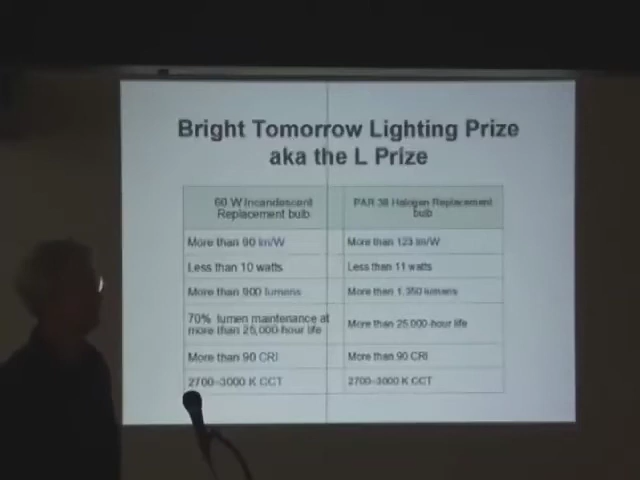 Bright Tomorrow Lighting Prize
aka the L Prize
60 W Incandescent
Replacement bulb
PAR 38 Halogen Replacement
bulb
More than 90 lm/W
More than 123 lm/W
Less than 10 watts
Less than 11 watts
More than 900 lumens
More than 1,350 lumens
70% lumen maintenance at
more than 25,000-hour life
More than 25,000-hour life
More than 90 CRI
More than 90 CRI
2700–3000 K CCT
2700–3000 K CCT